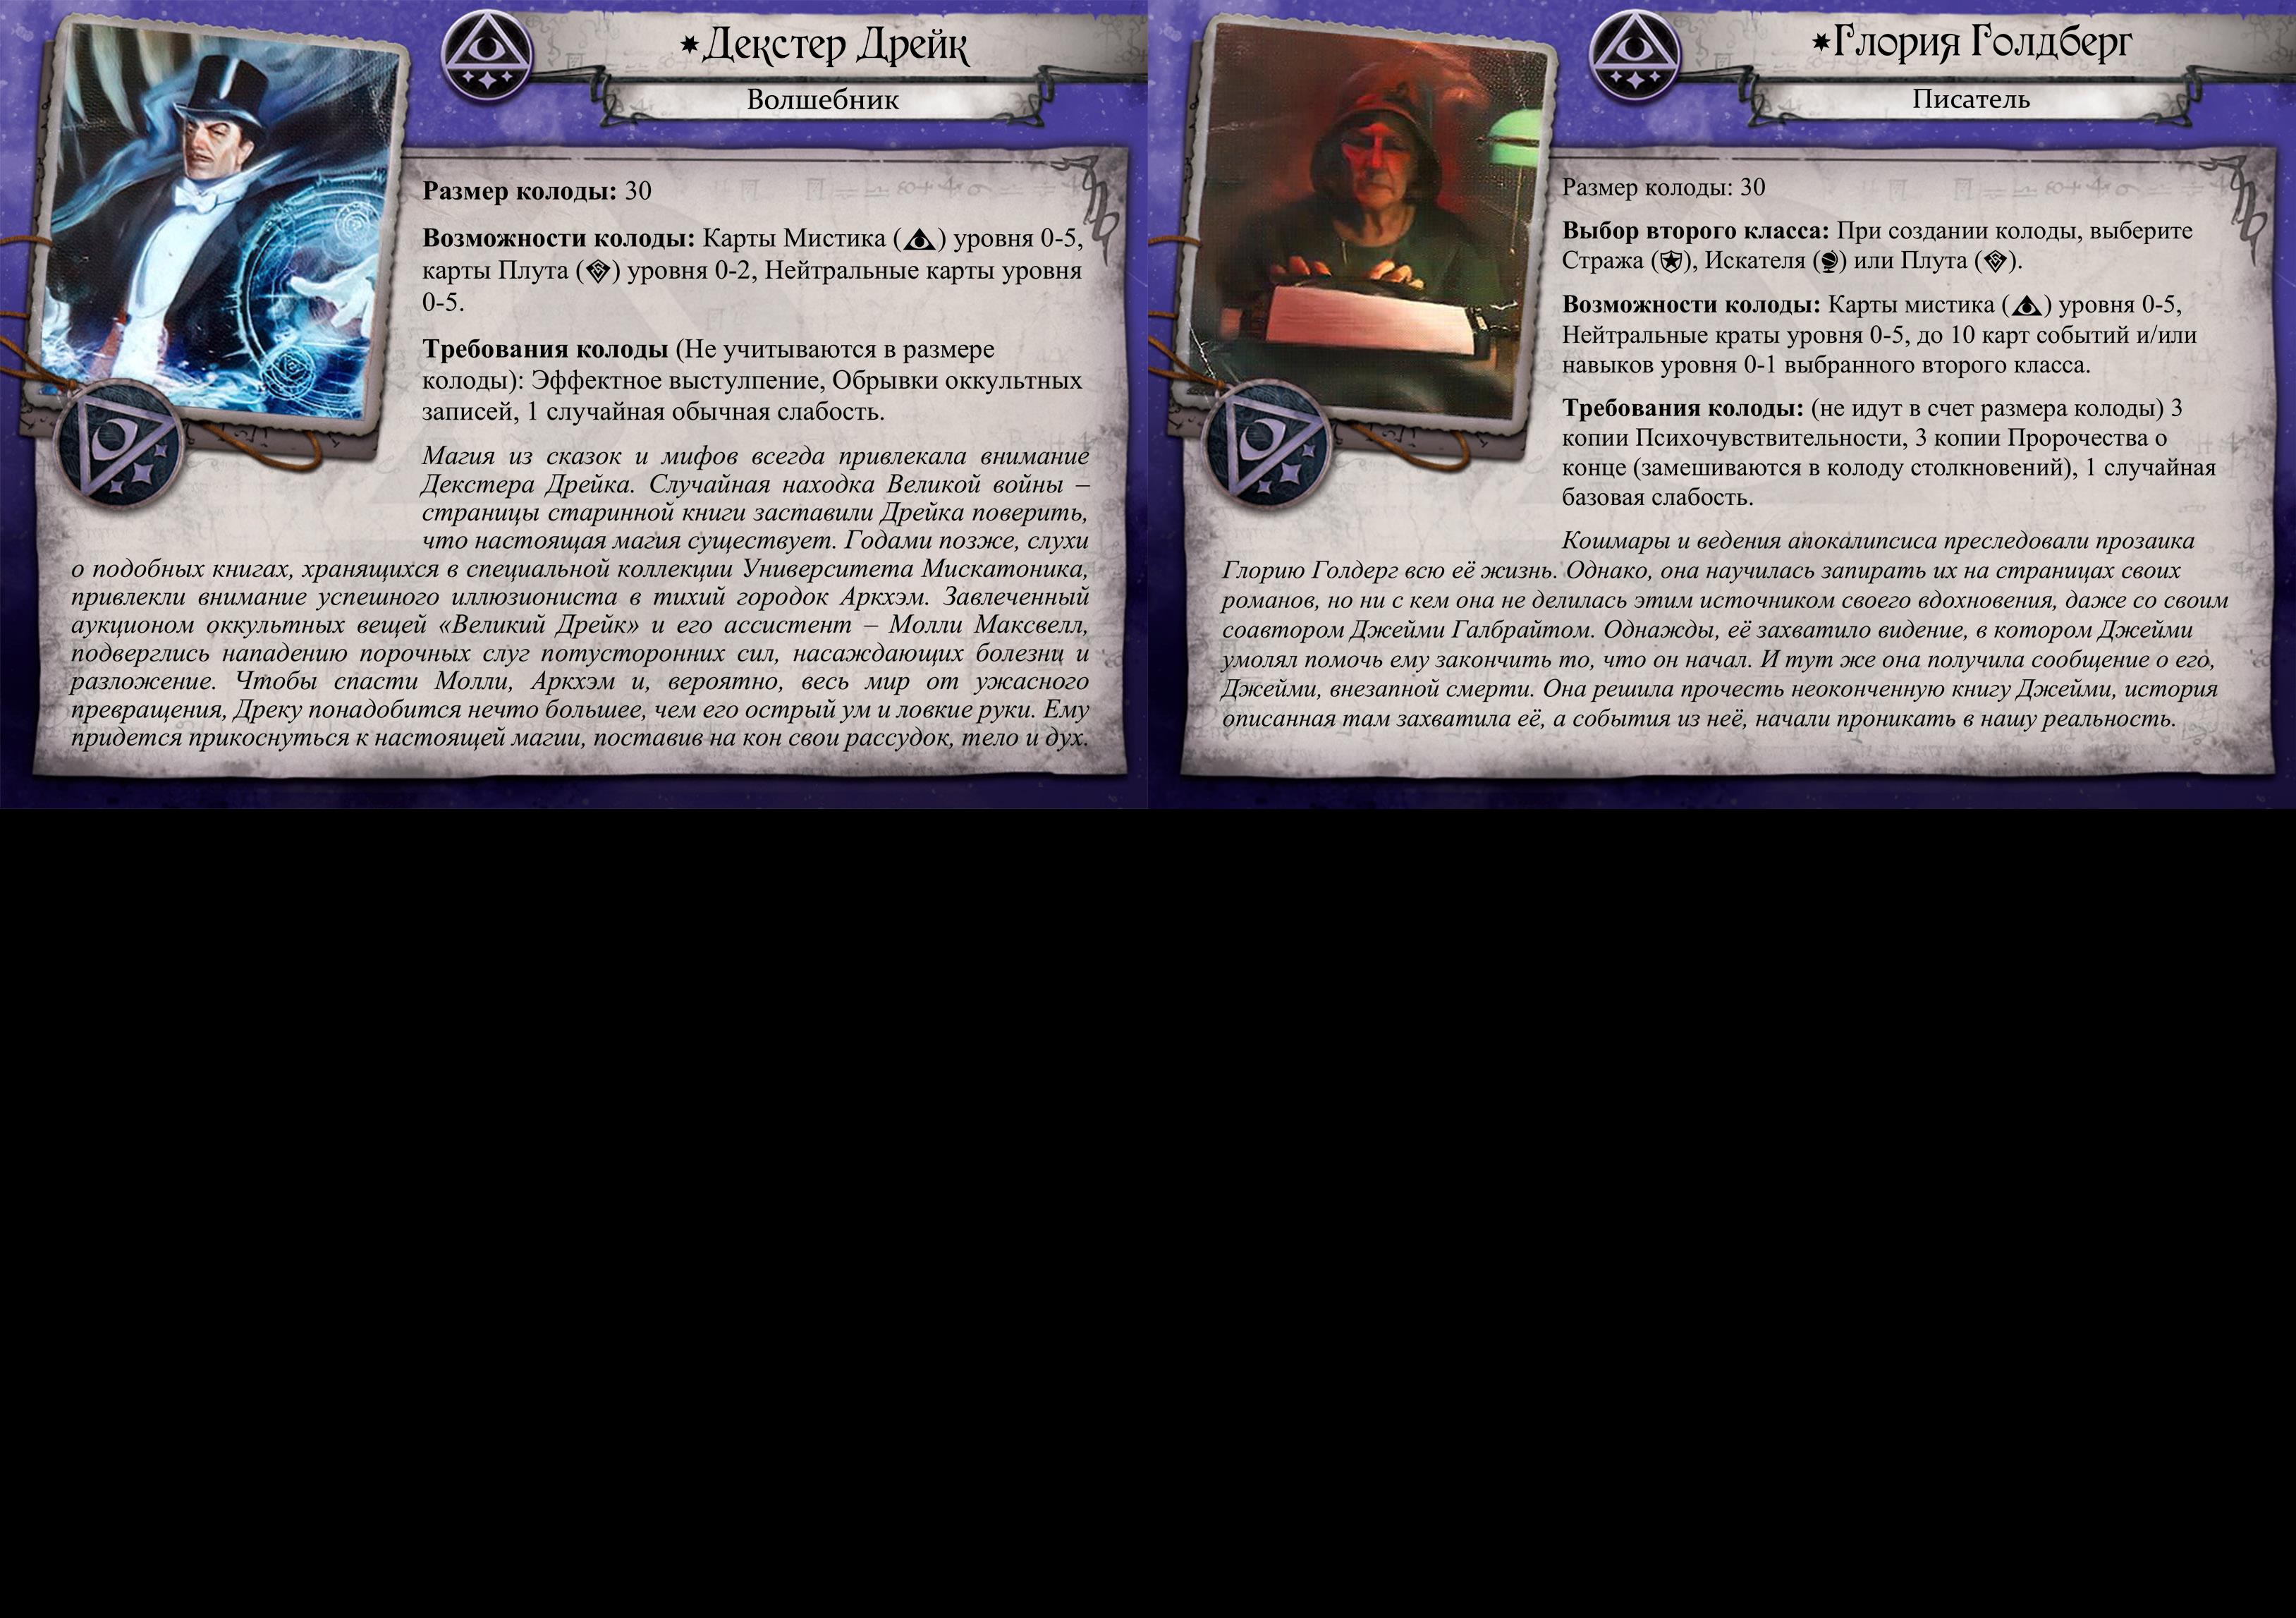 ✶Декстер Дрейк
Волшебник
Размер колоды: 30
Возможности колоды: Карты Мистика () уровня 0-5,
карты Плута () уровня 0-2, Нейтральные карты уровня
0-5.
Требования колоды (Не учитываются в размере
колоды): Эффектное выстулпение, Обрывки оккультных
записей, 1 случайная обычная слабость.
Магия из сказок и мифов всегда привлекала внимание
Декстера Дрейка. Случайная находка Великой войны –
страницы старинной книги заставили Дрейка поверить,
что настоящая магия существует. Годами позже, слухи
о подобных книгах, хранящихся в специальной коллекции Университета Мискатоника,
привлекли внимание успешного иллюзиониста в тихий городок Аркхэм. Завлеченный
аукционом оккультных вещей «Великий Дрейк» и его ассистент – Молли Максвелл,
подверглись нападению порочных слуг потусторонних сил, насаждающих болезни и
разложение. Чтобы спасти Молли, Аркхэм и, вероятно, весь мир от ужасного
превращения, Дреку понадобится нечто большее, чем его острый ум и ловкие руки. Ему
придется прикоснуться к настоящей магии, поставив на кон свои рассудок, тело и дух.
✶Глория Голдберг
Писатель
Размер колоды: 30
Выбор второго класса: При создании колоды, выберите
Стража (), Искателя () или Плута ().
Возможности колоды: Карты мистика () уровня 0-5,
Нейтральные краты уровня 0-5, до 10 карт событий и/или
навыков уровня 0-1 выбранного второго класса.
Требования колоды: (не идут в счет размера колоды) 3
копии Психочувствительности, 3 копии Пророчества о
конце (замешиваются в колоду столкновений), 1 случайная
базовая слабость.
Кошмары и ведения апокалипсиса преследовали прозаика
Глорию Голдерг всю её жизнь. Однако, она научилась запирать их на страницах своих
романов, но ни с кем она не делилась этим источником своего вдохновения, даже со своим
соавтором Джейми Галбрайтом. Однажды, её захватило видение, в котором Джейми
умолял помочь ему закончить то, что он начал. И тут же она получила сообщение о его,
Джейми, внезапной смерти. Она решила прочесть неоконченную книгу Джейми, история
описанная там захватила её, а события из неё, начали проникать в нашу реальность.